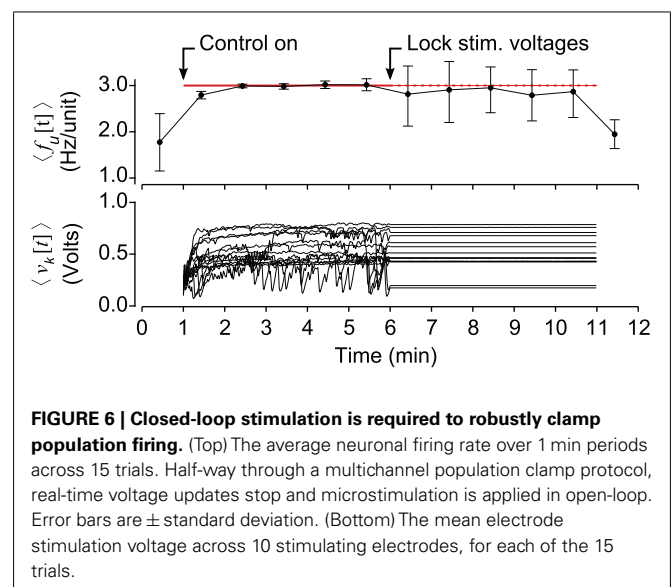 Control on
Lock stim. voltages
⟨f_u[t]⟩
(Hz/unit)
3.0
2.0
1.0
⟨v_k[t]⟩
(Volts)
1.0
0.5
0.0
0 1 2 3 4 5 6 7 8 9 10 11 12
Time (min)
FIGURE 6 | Closed-loop stimulation is required to robustly clamp
population firing. (Top) The average neuronal firing rate over 1 min periods
across 15 trials. Half-way through a multichannel population clamp protocol,
real-time voltage updates stop and microstimulation is applied in open-loop.
Error bars are ± standard deviation. (Bottom) The mean electrode
stimulation voltage across 10 stimulating electrodes, for each of the 15
trials.